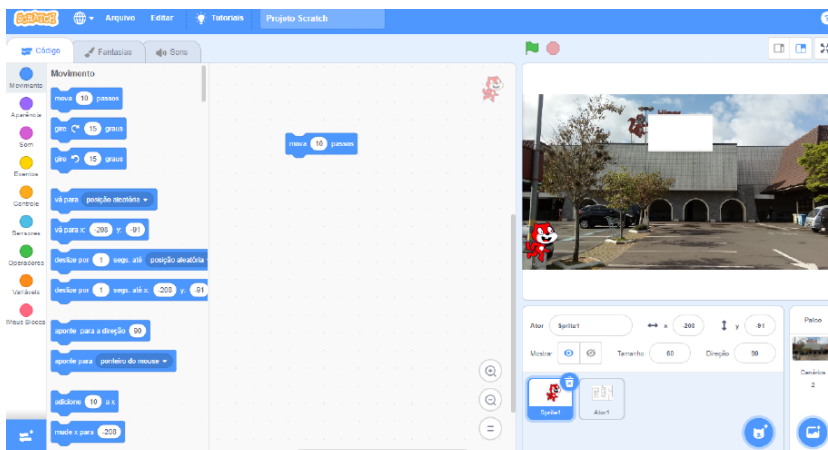 SCRATCH
Arquivo Editar Tutoriais Projeto Scratch
Código Fantasias Sons
Movimento
Aparência
Som
Eventos
Controle
Sensores
Operadores
Variáveis
Meus Blocos
Movimento
mova 10 passos
gire 15 graus
gire 15 graus
vá para posição aleatória
vá para x: -208 y: -91
deslize por 1 segs. até posição aleatória
deslize por 1 segs. até x: -208 y: -91
aponte para a direção 90
aponte para ponteiro do mouse
adicione 10 a x
mude x para -208
mova 10 passos
Ator Sprite1 x -208 y -91
Mostrar Tamanho 60 Direção 90
Sprite1
Ator1
Palco
Cenários
2